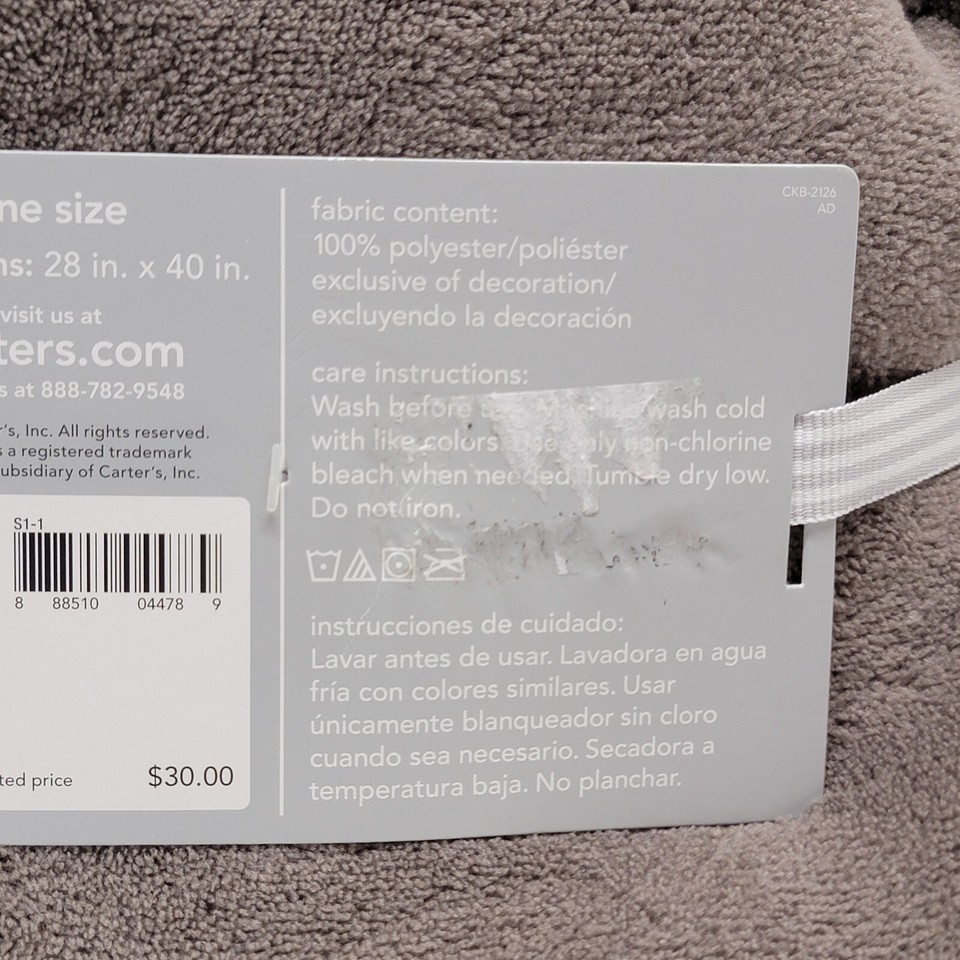 ne size
ns: 28 in. x 40 in.
visit us at
ters.com
s at 888-782-9548
r's, Inc. All rights reserved.
s a registered trademark
ubsidiary of Carter's, Inc.
S1-1
8 88510 04478 9
ted price $30.00
CKB-2126
AD
fabric content:
100% polyester/poliéster
exclusive of decoration/
excluyendo la decoración
care instructions:
Wash before wash cold
with like colors. Use only non-chlorine
bleach when needed. Tumble dry low.
Do not iron.
instrucciones de cuidado:
Lavar antes de usar. Lavadora en agua
fría con colores similares. Usar
únicamente blanqueador sin cloro
cuando sea necesario. Secadora a
temperatura baja. No planchar.